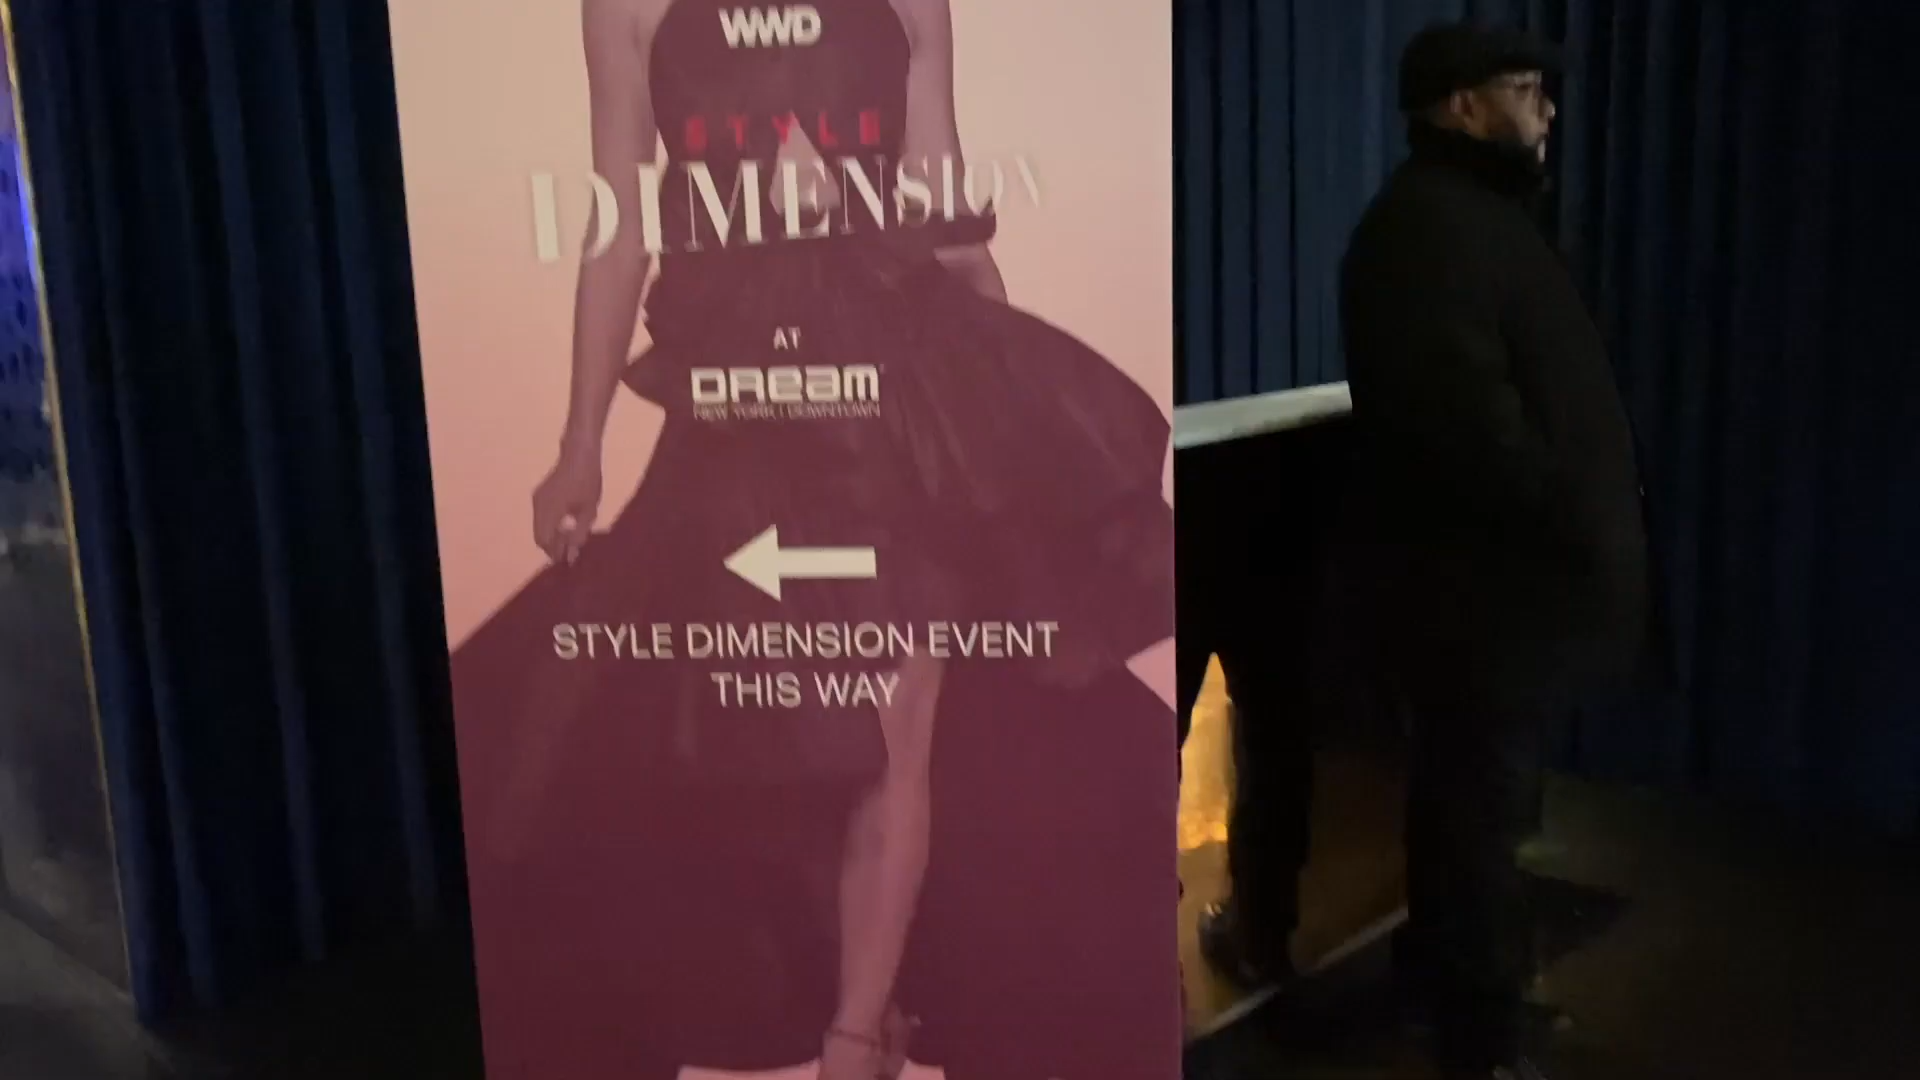 WWD
STYLE
DIMENSION
AT
DREAM
NEW YORK | DOWNTOWN
STYLE DIMENSION EVENT
THIS WAY